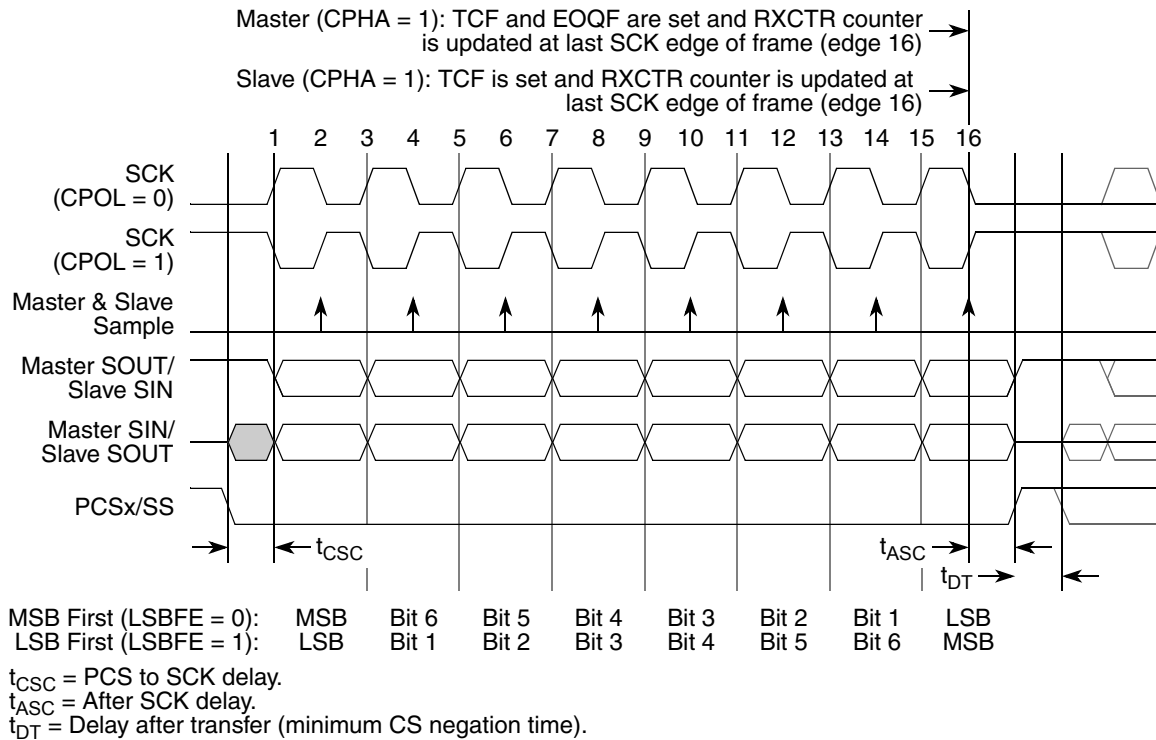 Master (CPHA = 1): TCF and EOQF are set and RXCTR counter
is updated at last SCK edge of frame (edge 16)
Slave (CPHA = 1): TCF is set and RXCTR counter is updated at
last SCK edge of frame (edge 16)
1 2 3 4 5 6 7 8 9 10 11 12 13 14 15 16
SCK
(CPOL = 0)
SCK
(CPOL = 1)
Master & Slave
Sample
Master SOUT/
Slave SIN
Master SIN/
Slave SOUT
PCSx/SS
tCSC tASC
tDT
MSB First (LSBFE = 0): MSB Bit 6 Bit 5 Bit 4 Bit 3 Bit 2 Bit 1 LSB
LSB First (LSBFE = 1): LSB Bit 1 Bit 2 Bit 3 Bit 4 Bit 5 Bit 6 MSB
tCSC = PCS to SCK delay.
tASC = After SCK delay.
tDT = Delay after transfer (minimum CS negation time).